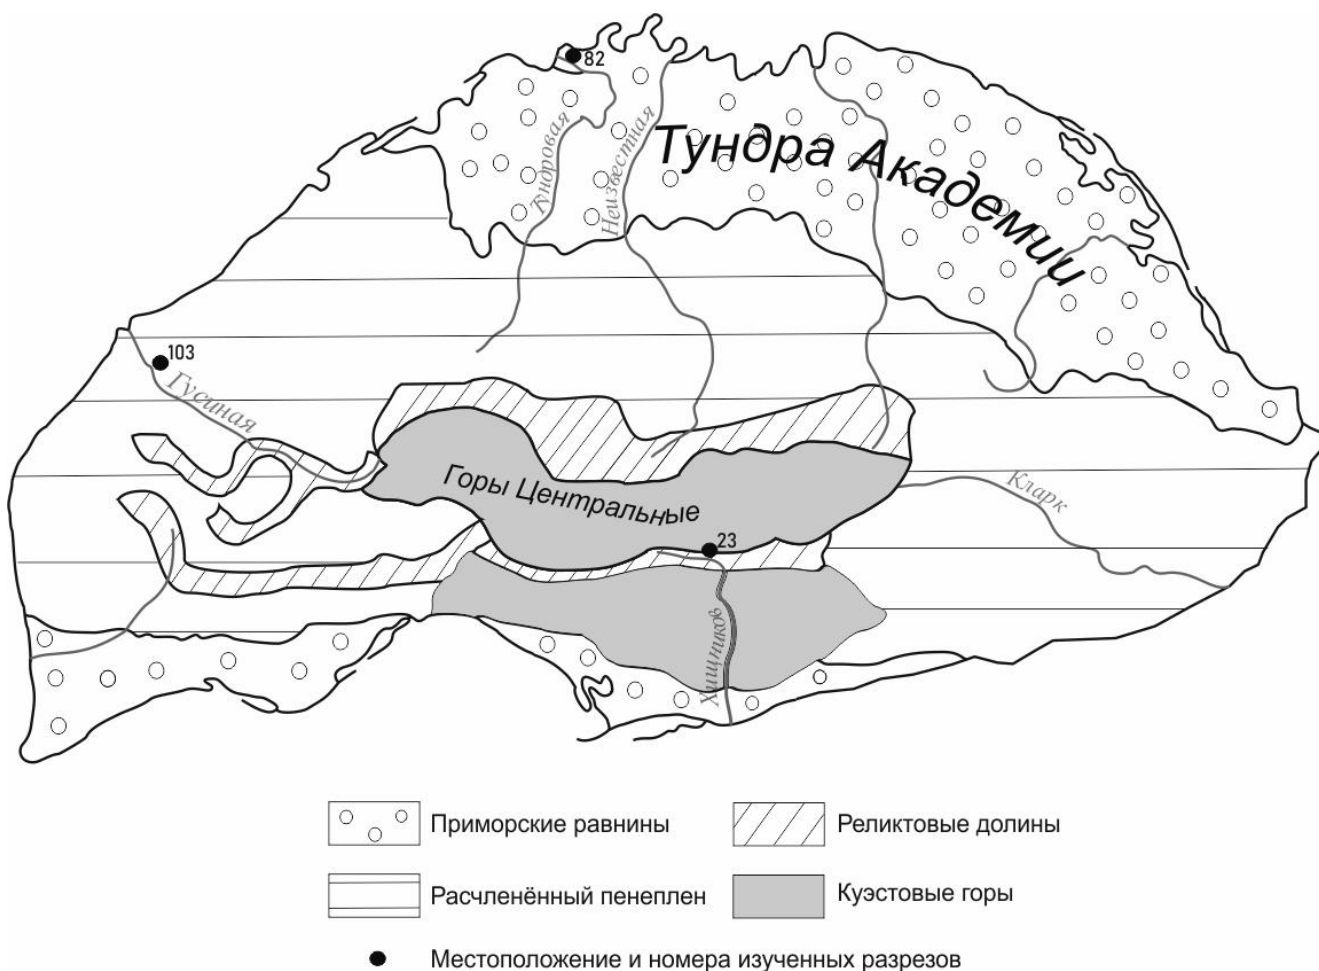 82
Тундровая
Неизвестная
Тундра Академии
103
Гусиная
Горы Центральные
23
Кларк
Хищников
Приморские равнины
Реликтовые долины
Расчленённый пенеплен
Куэстовые горы
Местоположение и номера изученных разрезов